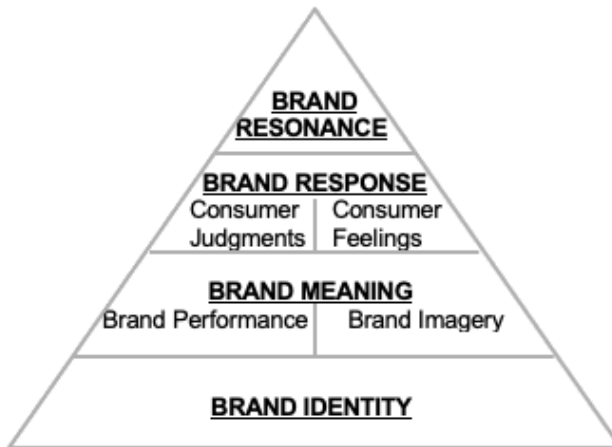 BRAND
RESONANCE
BRAND RESPONSE
Consumer Judgments
Consumer Feelings
BRAND MEANING
Brand Performance
Brand Imagery
BRAND IDENTITY